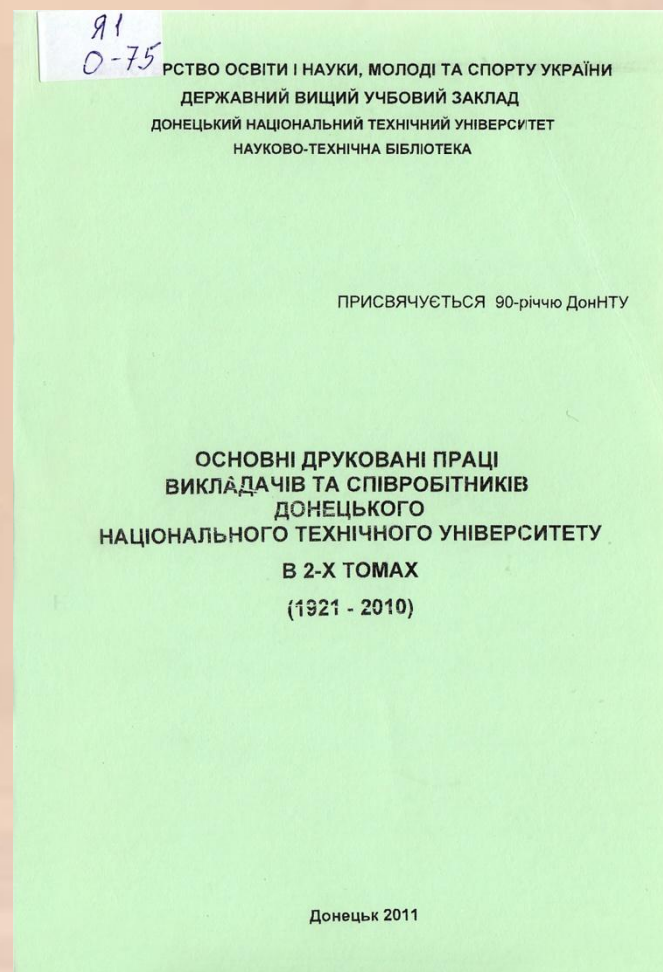 Я1
О-75
РСТВО ОСВІТИ І НАУКИ, МОЛОДІ ТА СПОРТУ УКРАЇНИ
ДЕРЖАВНИЙ ВИЩИЙ УЧБОВИЙ ЗАКЛАД
ДОНЕЦЬКИЙ НАЦІОНАЛЬНИЙ ТЕХНІЧНИЙ УНІВЕРСИТЕТ
НАУКОВО-ТЕХНІЧНА БІБЛІОТЕКА
ПРИСВЯЧУЄТЬСЯ 90-річчю ДонНТУ
ОСНОВНІ ДРУКОВАНІ ПРАЦІ
ВИКЛАДАЧІВ ТА СПІВРОБІТНИКІВ
ДОНЕЦЬКОГО
НАЦІОНАЛЬНОГО ТЕХНІЧНОГО УНІВЕРСИТЕТУ
В 2-Х ТОМАХ
(1921 - 2010)
Донецьк 2011